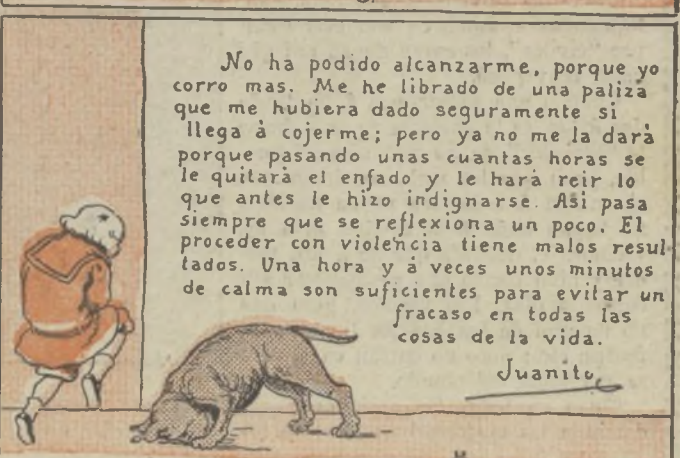 No ha podido alcanzarme, porque yo
corro mas. Me he librado de una paliza
que me hubiera dado seguramente si
llega à cojerme; pero ya no me la darà
porque pasando unas cuantas horas se
le quitarà el enfado y le harà reir lo
que antes le hizo indignarse. Asi pasa
siempre que se reflexiona un poco. El
proceder con violencia tiene malos resul
tados. Una hora y à veces unos minutos
de calma son suficientes para evitar un
fracaso en todas las
cosas de la vida.
Juanito